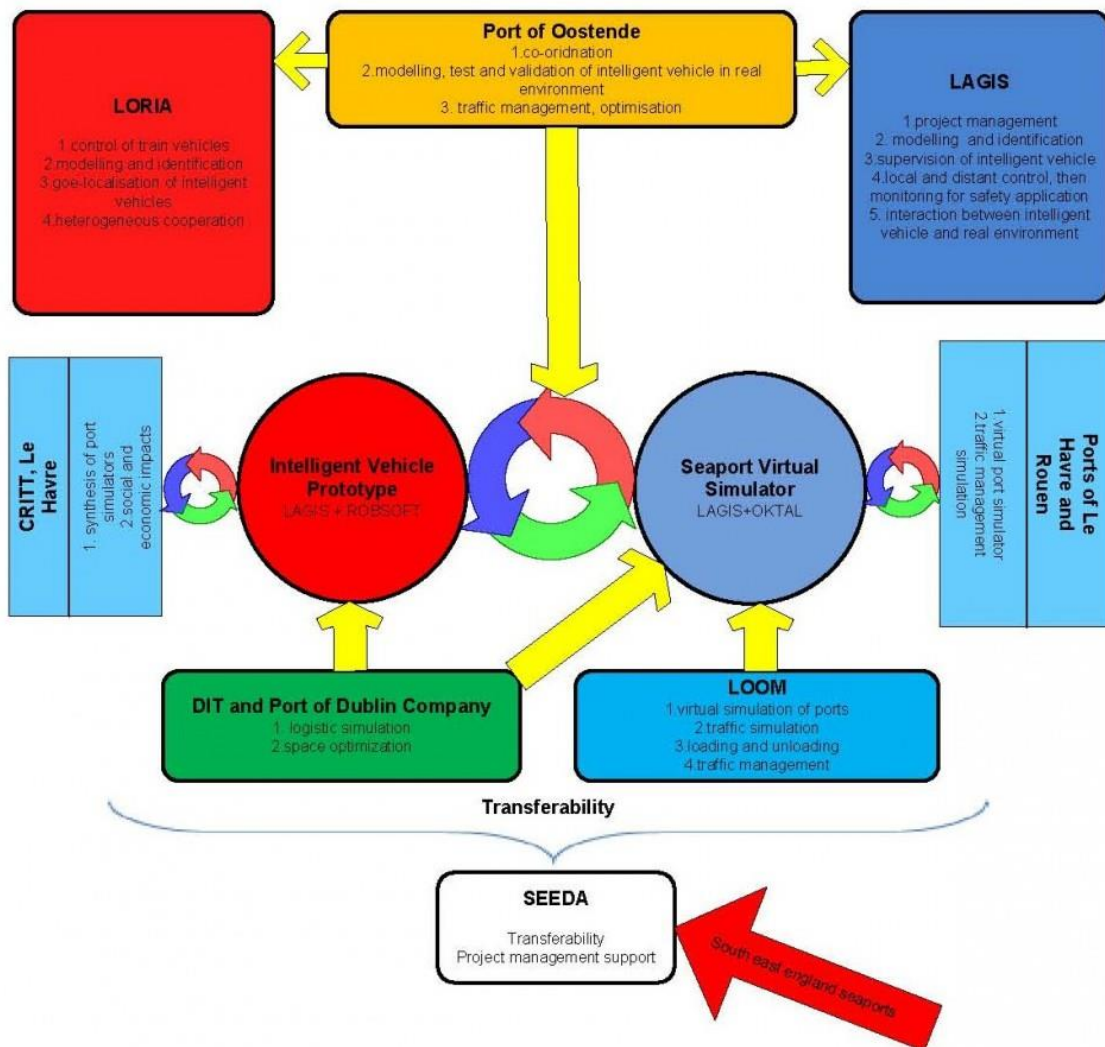 Port of Oostende
1.co-oridnation
2.modelling, test and validation of intelligent vehicle in real
environment
3. traffic management, optimisation
LORIA
1.control of train vehicles
2.modelling and identification
3.goe-localisation of intelligent
vehicles
4.heterogeneous cooperation
LAGIS
1 project management
2. modelling and identification
3.supervision of intelligent vehicle
4.local and distant control, then
monitoring for safety application
5. interaction between intelligent
vehicle and real environment
CRITT, Le
Havre
1. synthesis of port
simulators
2.social and
economic impacts
Intelligent Vehicle
Prototype
LAGIS + ROBSOFT
Seaport Virtual
Simulator
LAGIS+OKTAL
Ports of Le
Havre and
Rouen
1.virtual port simulator
2.traffic management
simulation
DIT and Port of Dublin Company
1. logistic simulation
2.space optimization
LOOM
1.virtual simulation of ports
2.traffic simulation
3.loading and unloading
4.traffic management
Transferability
SEEDA
Transferability
Project management support
South east england seaports